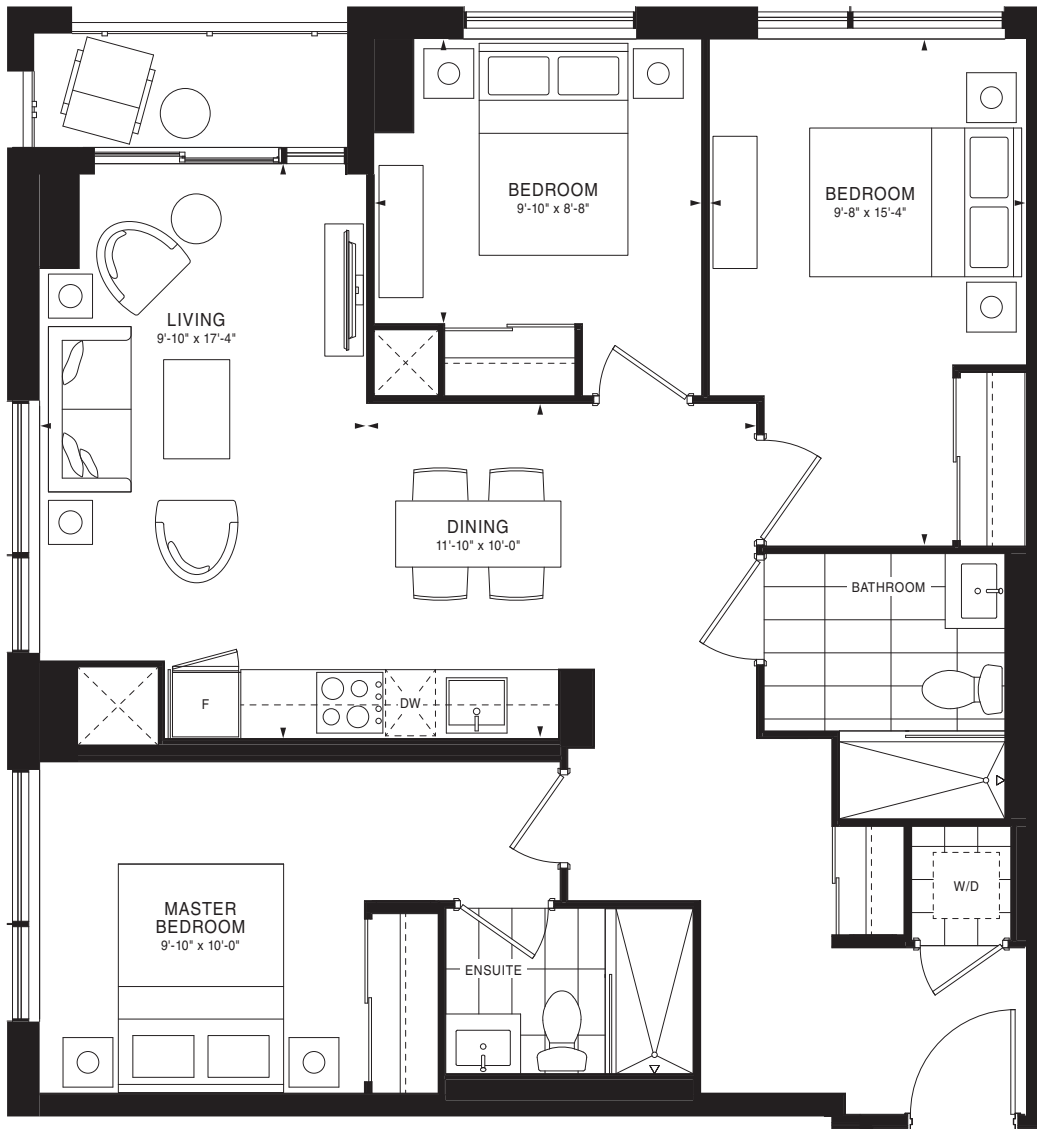 BEDROOM
9'-10" x 8'-8"
BEDROOM
9'-8" x 15'-4"
LIVING
9'-10" x 17'-4"
DINING
11'-10" x 10'-0"
BATHROOM
F
DW
W/D
MASTER
BEDROOM
9'-10" x 10'-0"
ENSUITE